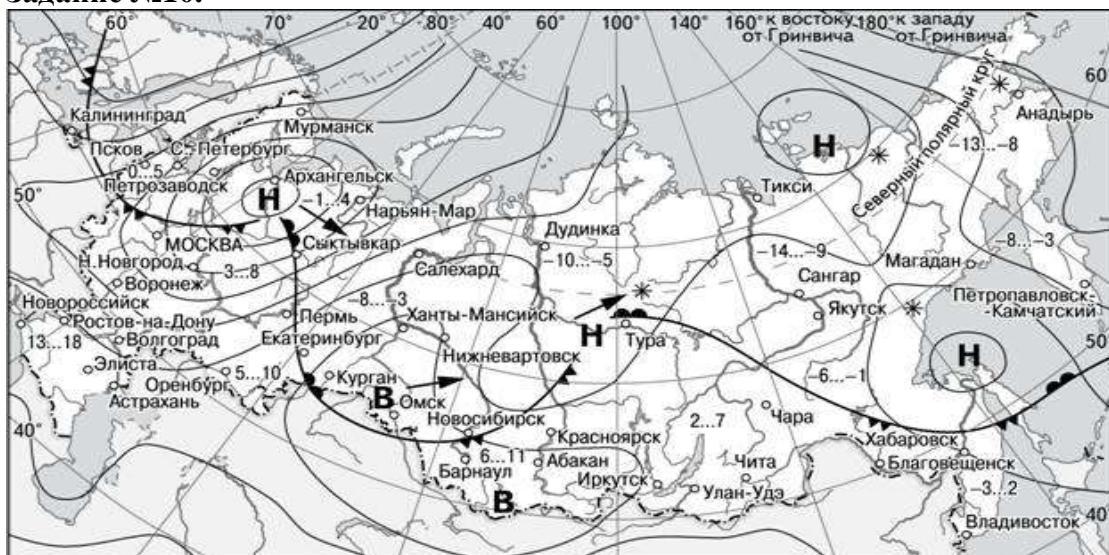 Задание №10.
60° 70° 20° 20° 40° 60 100° 140° 160° к востоку 180° к западу
от Гринвича от Гринвича
60°
Северный полярный круг
Анадырь
Калининград
Мурманск
Н
-13...-8
Псков С.-Петербург
0...5
Архангельск
Петрозаводск
Тикси
50°
Н
-1...4
Нарьян-Мар
Дудинка
МОСКВА
Сыктывкар
-14...-9
-8...-3
Н.Новгород
-3...8
Салехард
-10...-5
Магадан
Воронеж
Сангар
Новороссийск
-8...-3
Петропавловск-
-Камчатский
Ханты-Мансийск
Якутск
Ростов-на-Дону
Пермь
Н
Тура
Волгоград
Екатеринбург
Нижневартовск
Н
50°
13...18
Элиста
5...10
Курган
В
-6...-1
Оренбург
Омск
Астрахань
Новосибирск
2...7
Чара
40°
Красноярск
Хабаровск
6...11
Барнаул
Абакан
Чита
Благовещенск
Иркутск
В
Улан-Удэ
-3...2
40°
80°
100°
120°
Владивосток